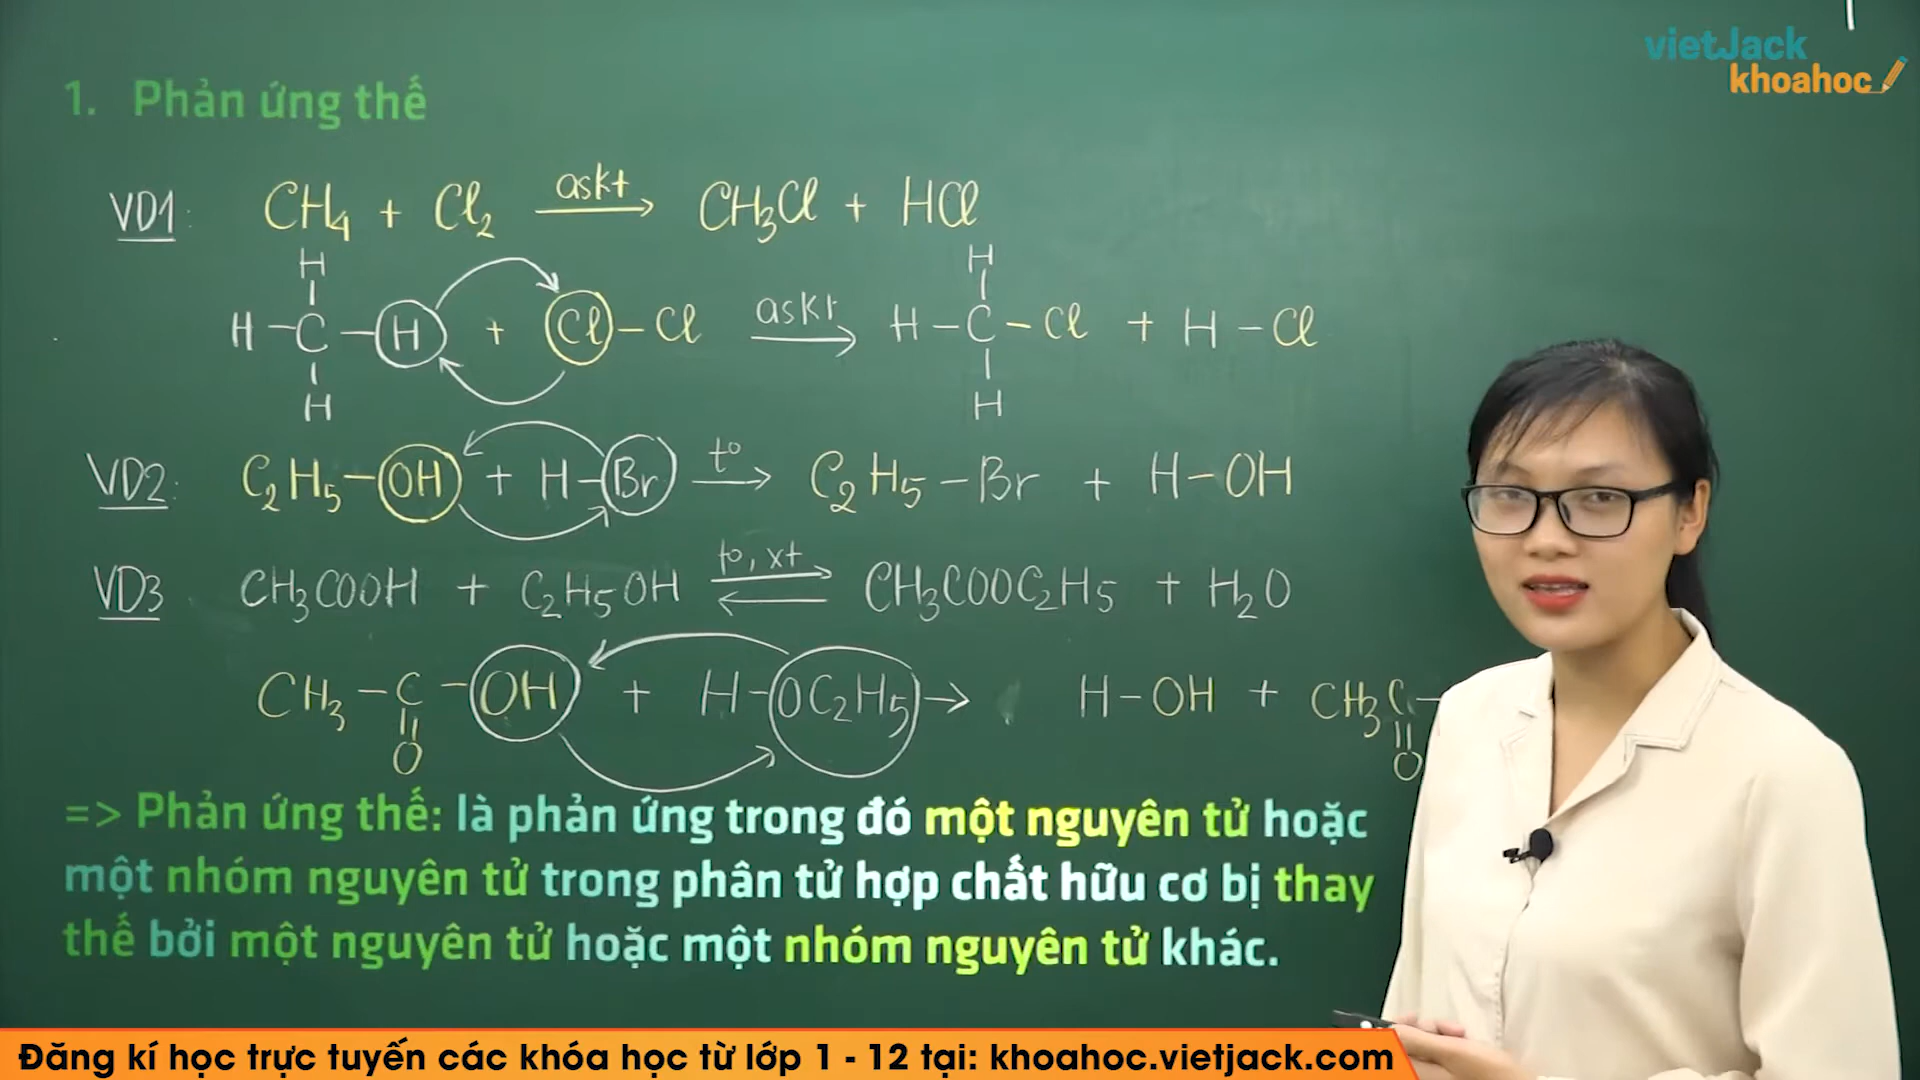 vietJack
khoahoc
1. Phản ứng thế
VD1: CH₄ + Cl₂ askt→ CH₃Cl + HCl
H H
H – C – H + Cl – Cl askt→ H – C – Cl + H – Cl
H H
VD2: C₂H₅ – OH + H – Br t°→ C₂H₅ – Br + H – OH
VD3 CH₃COOH + C₂H₅OH t°, xt⇌ CH₃COOC₂H₅ + H₂O
CH₃ – C – OH + H – OC₂H₅ → H – OH + CH₃C –
O O
=> Phản ứng thế: là phản ứng trong đó một nguyên tử hoặc
một nhóm nguyên tử trong phân tử hợp chất hữu cơ bị thay
thế bởi một nguyên tử hoặc một nhóm nguyên tử khác.
Đăng kí học trực tuyến các khóa học từ lớp 1 - 12 tại: khoahoc.vietjack.com